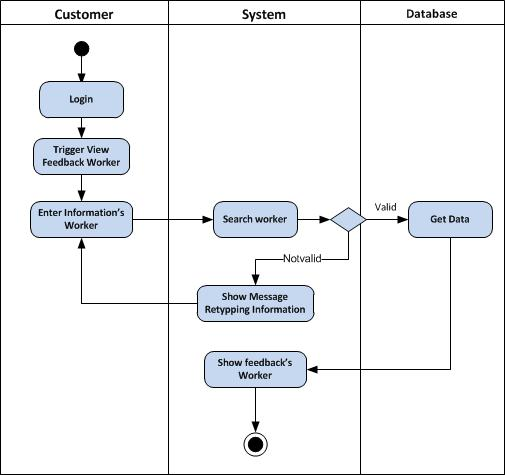 Customer
System
Database
Login
Trigger View
Feedback Worker
Enter Information's
Worker
Search worker
Valid
Get Data
Notvalid
Show Message
Retypping Information
Show feedback's
Worker